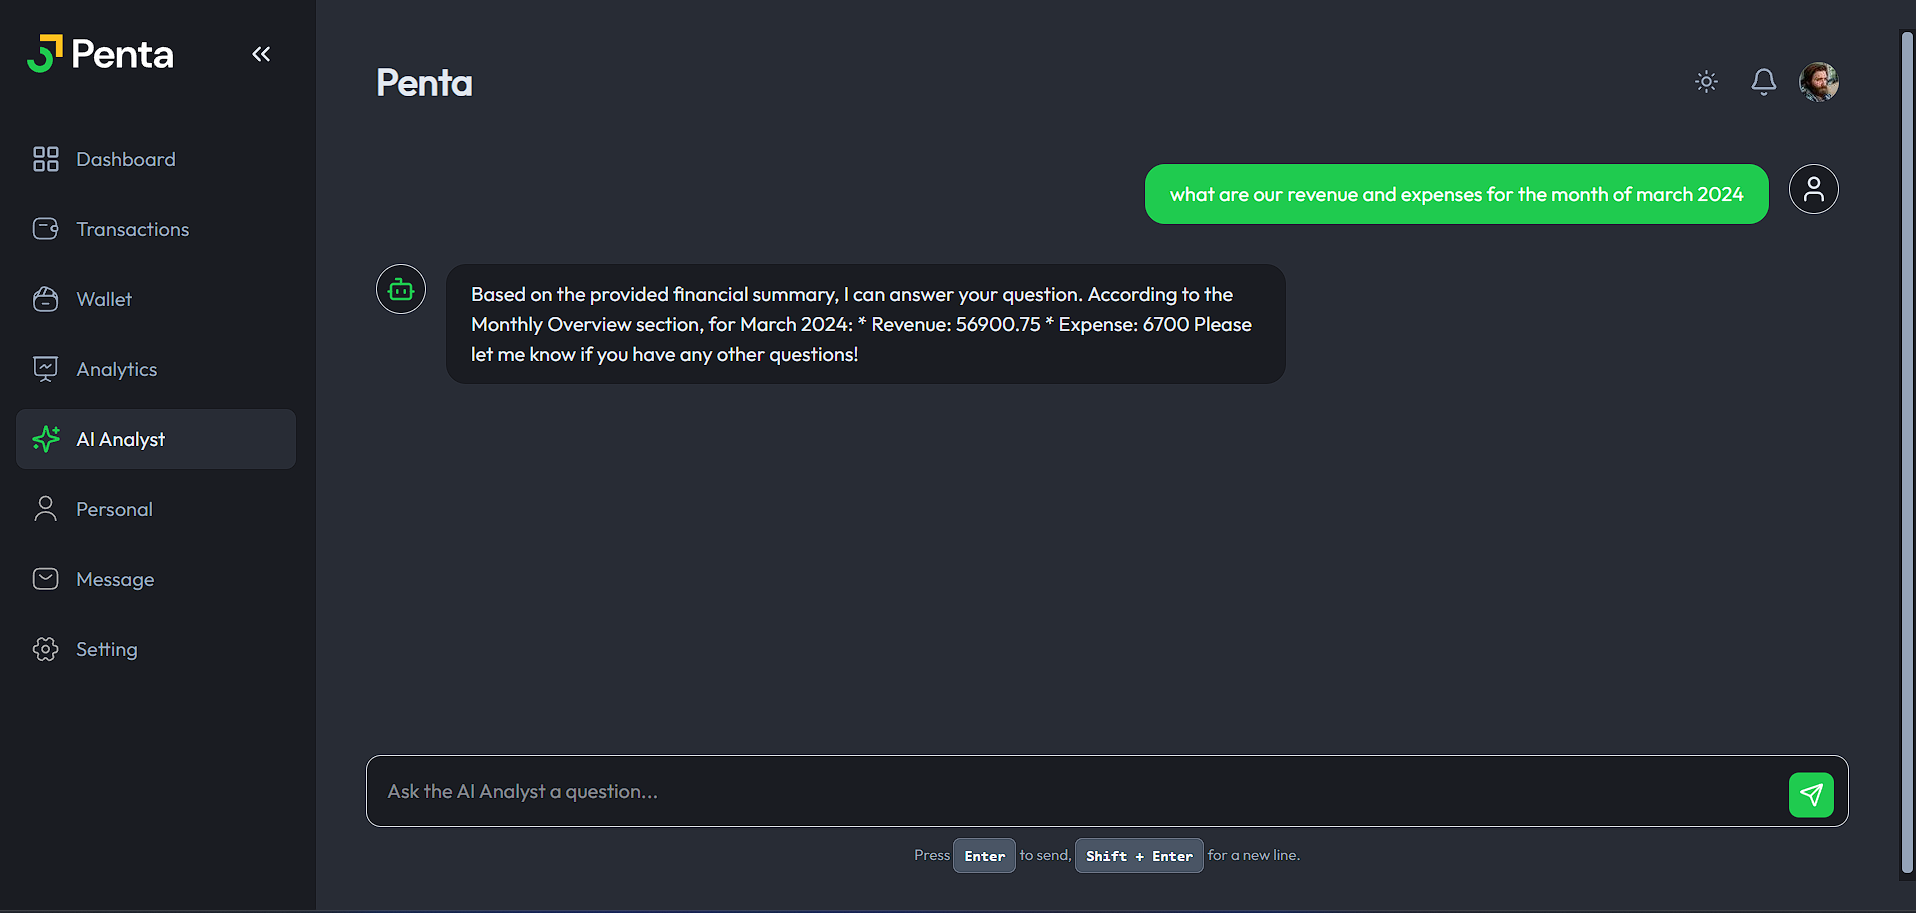 Penta
Dashboard
Transactions
Wallet
Analytics
AI Analyst
Personal
Message
Setting
Penta
what are our revenue and expenses for the month of march 2024
Based on the provided financial summary, I can answer your question. According to the
Monthly Overview section, for March 2024: * Revenue: 56900.75 * Expense: 6700 Please
let me know if you have any other questions!
Ask the AI Analyst a question...
Press Enter to send, Shift + Enter for a new line.